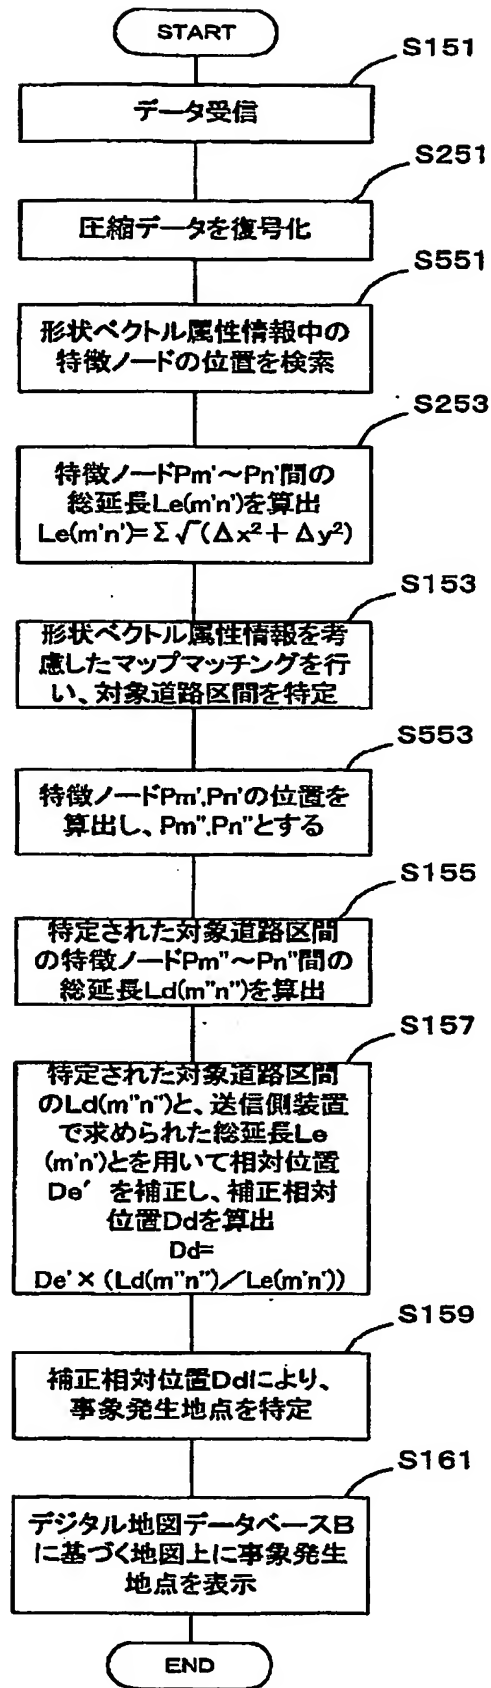 START
S151
データ受信
S251
圧縮データを復号化
S551
形状ベクトル属性情報中の
特徴ノードの位置を検索
S253
特徴ノードPm'～Pn'間の
総延長Le(m'n')を算出
Le(m'n')=Σ√(Δx²+Δy²)
S153
形状ベクトル属性情報を考
慮したマップマッチングを行
い、対象道路区間を特定
S553
特徴ノードPm',Pn'の位置を
算出し、Pm",Pn"とする
S155
特定された対象道路区間
の特徴ノードPm"～Pn"間の
総延長Ld(m"n")を算出
S157
特定された対象道路区間
のLd(m"n")と、送信側装置
で求められた総延長Le
(m'n')とを用いて相対位置
De′を補正し、補正相対
位置Ddを算出
Dd=
De'×(Ld(m"n")／Le(m'n'))
S159
補正相対位置Ddにより、
事象発生地点を特定
S161
デジタル地図データベースB
に基づく地図上に事象発生
地点を表示
END